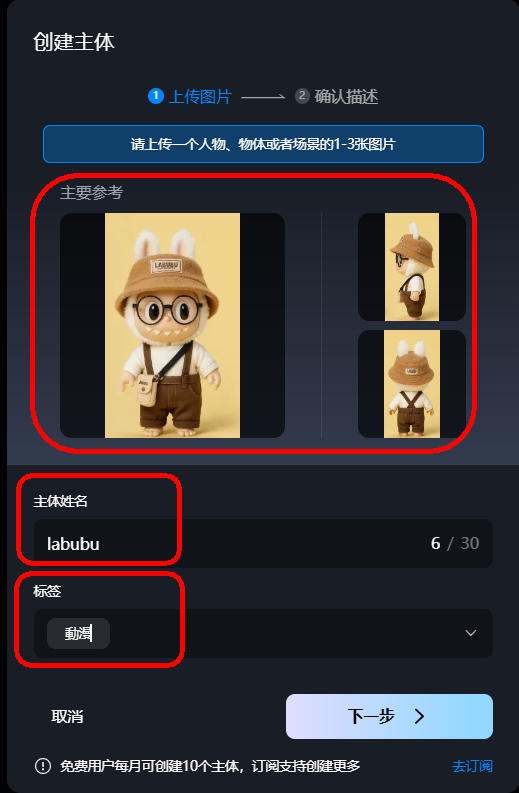 创建主体
1 上传图片 2 确认描述
请上传一个人物、物体或者场景的1-3张图片
主要参考
LABUBU
主体姓名
labubu 6 / 30
标签
動漫
取消 下一步
免费用户每月可创建10个主体，订阅支持创建更多 去订阅